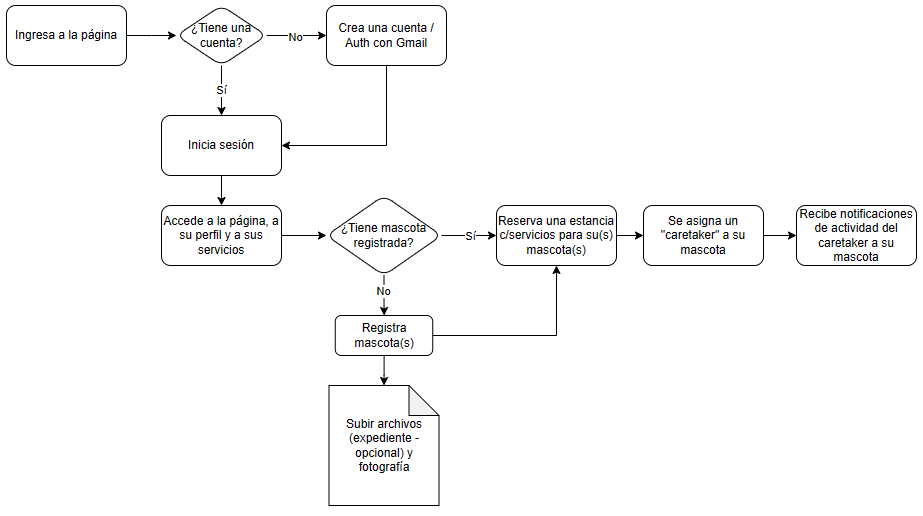 Ingresa a la página
¿Tiene una
cuenta?
No
Crea una cuenta /
Auth con Gmail
Sí
Inicia sesión
Accede a la página, a
su perfil y a sus
servicios
¿Tiene mascota
registrada?
Sí
Reserva una estancia
c/servicios para su(s)
mascota(s)
Se asigna un
"caretaker" a su
mascota
Recibe notificaciones
de actividad del
caretaker a su
mascota
No
Registra
mascota(s)
Subir archivos
(expediente -
opcional) y
fotografía